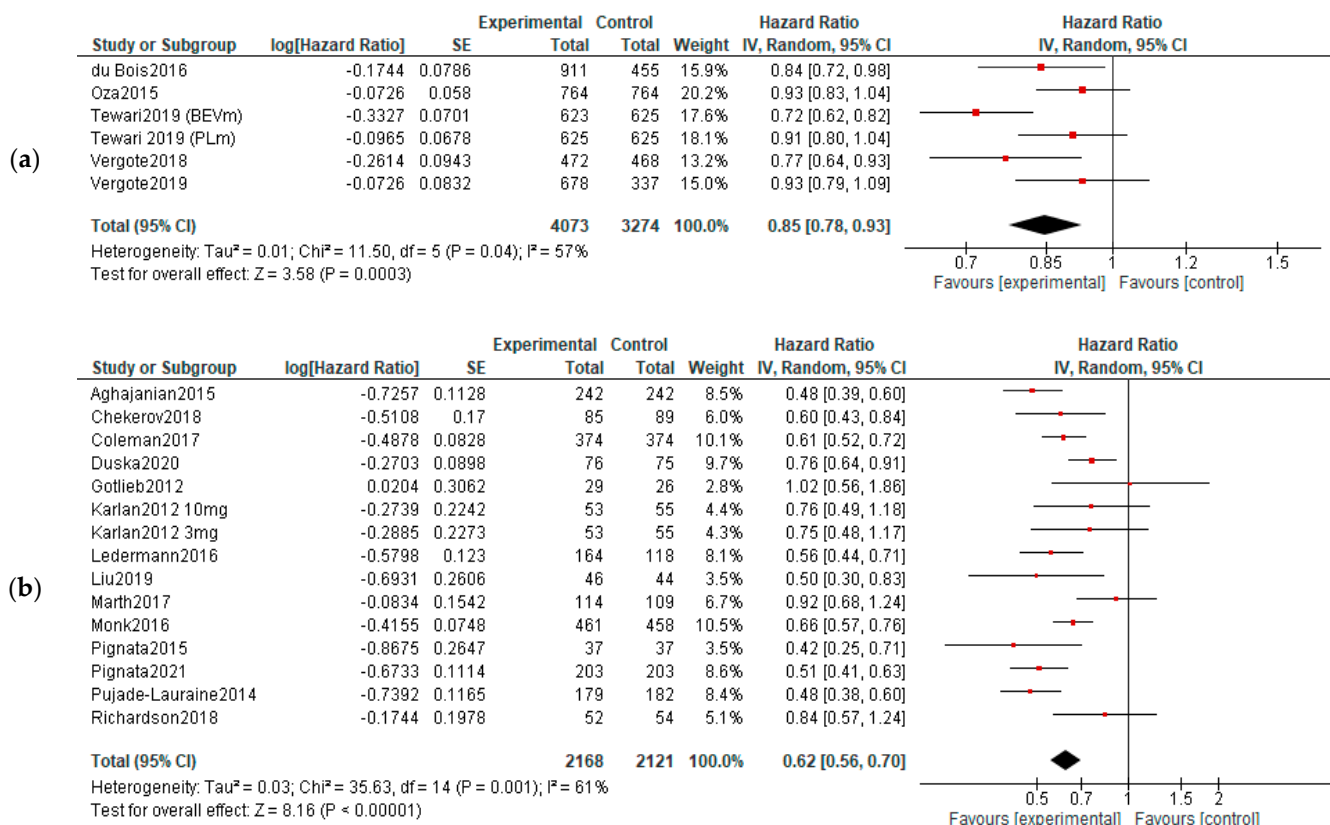 (a)
Experimental Control Hazard Ratio Hazard Ratio
Study or Subgroup log[Hazard Ratio] SE Total Total Weight IV, Random, 95% CI IV, Random, 95% CI
du Bois2016 -0.1744 0.0786 911 455 15.9% 0.84 [0.72, 0.98]
Oza2015 -0.0726 0.058 764 764 20.2% 0.93 [0.83, 1.04]
Tewari2019 (BEVm) -0.3327 0.0701 623 625 17.6% 0.72 [0.62, 0.82]
Tewari 2019 (PLm) -0.0965 0.0678 625 625 18.1% 0.91 [0.80, 1.04]
Vergote2018 -0.2614 0.0943 472 468 13.2% 0.77 [0.64, 0.93]
Vergote2019 -0.0726 0.0832 678 337 15.0% 0.93 [0.79, 1.09]
Total (95% CI) 4073 3274 100.0% 0.85 [0.78, 0.93]
Heterogeneity: Tau² = 0.01; Chi² = 11.50, df = 5 (P = 0.04); I² = 57%
Test for overall effect: Z = 3.58 (P = 0.0003)
0.7 0.85 1 1.2 1.5
Favours [experimental] Favours [control]
(b)
Experimental Control Hazard Ratio Hazard Ratio
Study or Subgroup log[Hazard Ratio] SE Total Total Weight IV, Random, 95% CI IV, Random, 95% CI
Aghajanian2015 -0.7257 0.1128 242 242 8.5% 0.48 [0.39, 0.60]
Chekerov2018 -0.5108 0.17 85 89 6.0% 0.60 [0.43, 0.84]
Coleman2017 -0.4878 0.0828 374 374 10.1% 0.61 [0.52, 0.72]
Duska2020 -0.2703 0.0898 76 75 9.7% 0.76 [0.64, 0.91]
Gotlieb2012 0.0204 0.3062 29 26 2.8% 1.02 [0.56, 1.86]
Karlan2012 10mg -0.2739 0.2242 53 55 4.4% 0.76 [0.49, 1.18]
Karlan2012 3mg -0.2885 0.2273 53 55 4.3% 0.75 [0.48, 1.17]
Ledermann2016 -0.5798 0.123 164 118 8.1% 0.56 [0.44, 0.71]
Liu2019 -0.6931 0.2606 46 44 3.5% 0.50 [0.30, 0.83]
Marth2017 -0.0834 0.1542 114 109 6.7% 0.92 [0.68, 1.24]
Monk2016 -0.4155 0.0748 461 458 10.5% 0.66 [0.57, 0.76]
Pignata2015 -0.8675 0.2647 37 37 3.5% 0.42 [0.25, 0.71]
Pignata2021 -0.6733 0.1114 203 203 8.6% 0.51 [0.41, 0.63]
Pujade-Lauraine2014 -0.7392 0.1165 179 182 8.4% 0.48 [0.38, 0.60]
Richardson2018 -0.1744 0.1978 52 54 5.1% 0.84 [0.57, 1.24]
Total (95% CI) 2168 2121 100.0% 0.62 [0.56, 0.70]
Heterogeneity: Tau² = 0.03; Chi² = 35.63, df = 14 (P = 0.001); I² = 61%
Test for overall effect: Z = 8.16 (P < 0.00001)
0.5 0.7 1 1.5 2
Favours [experimental] Favours [control]